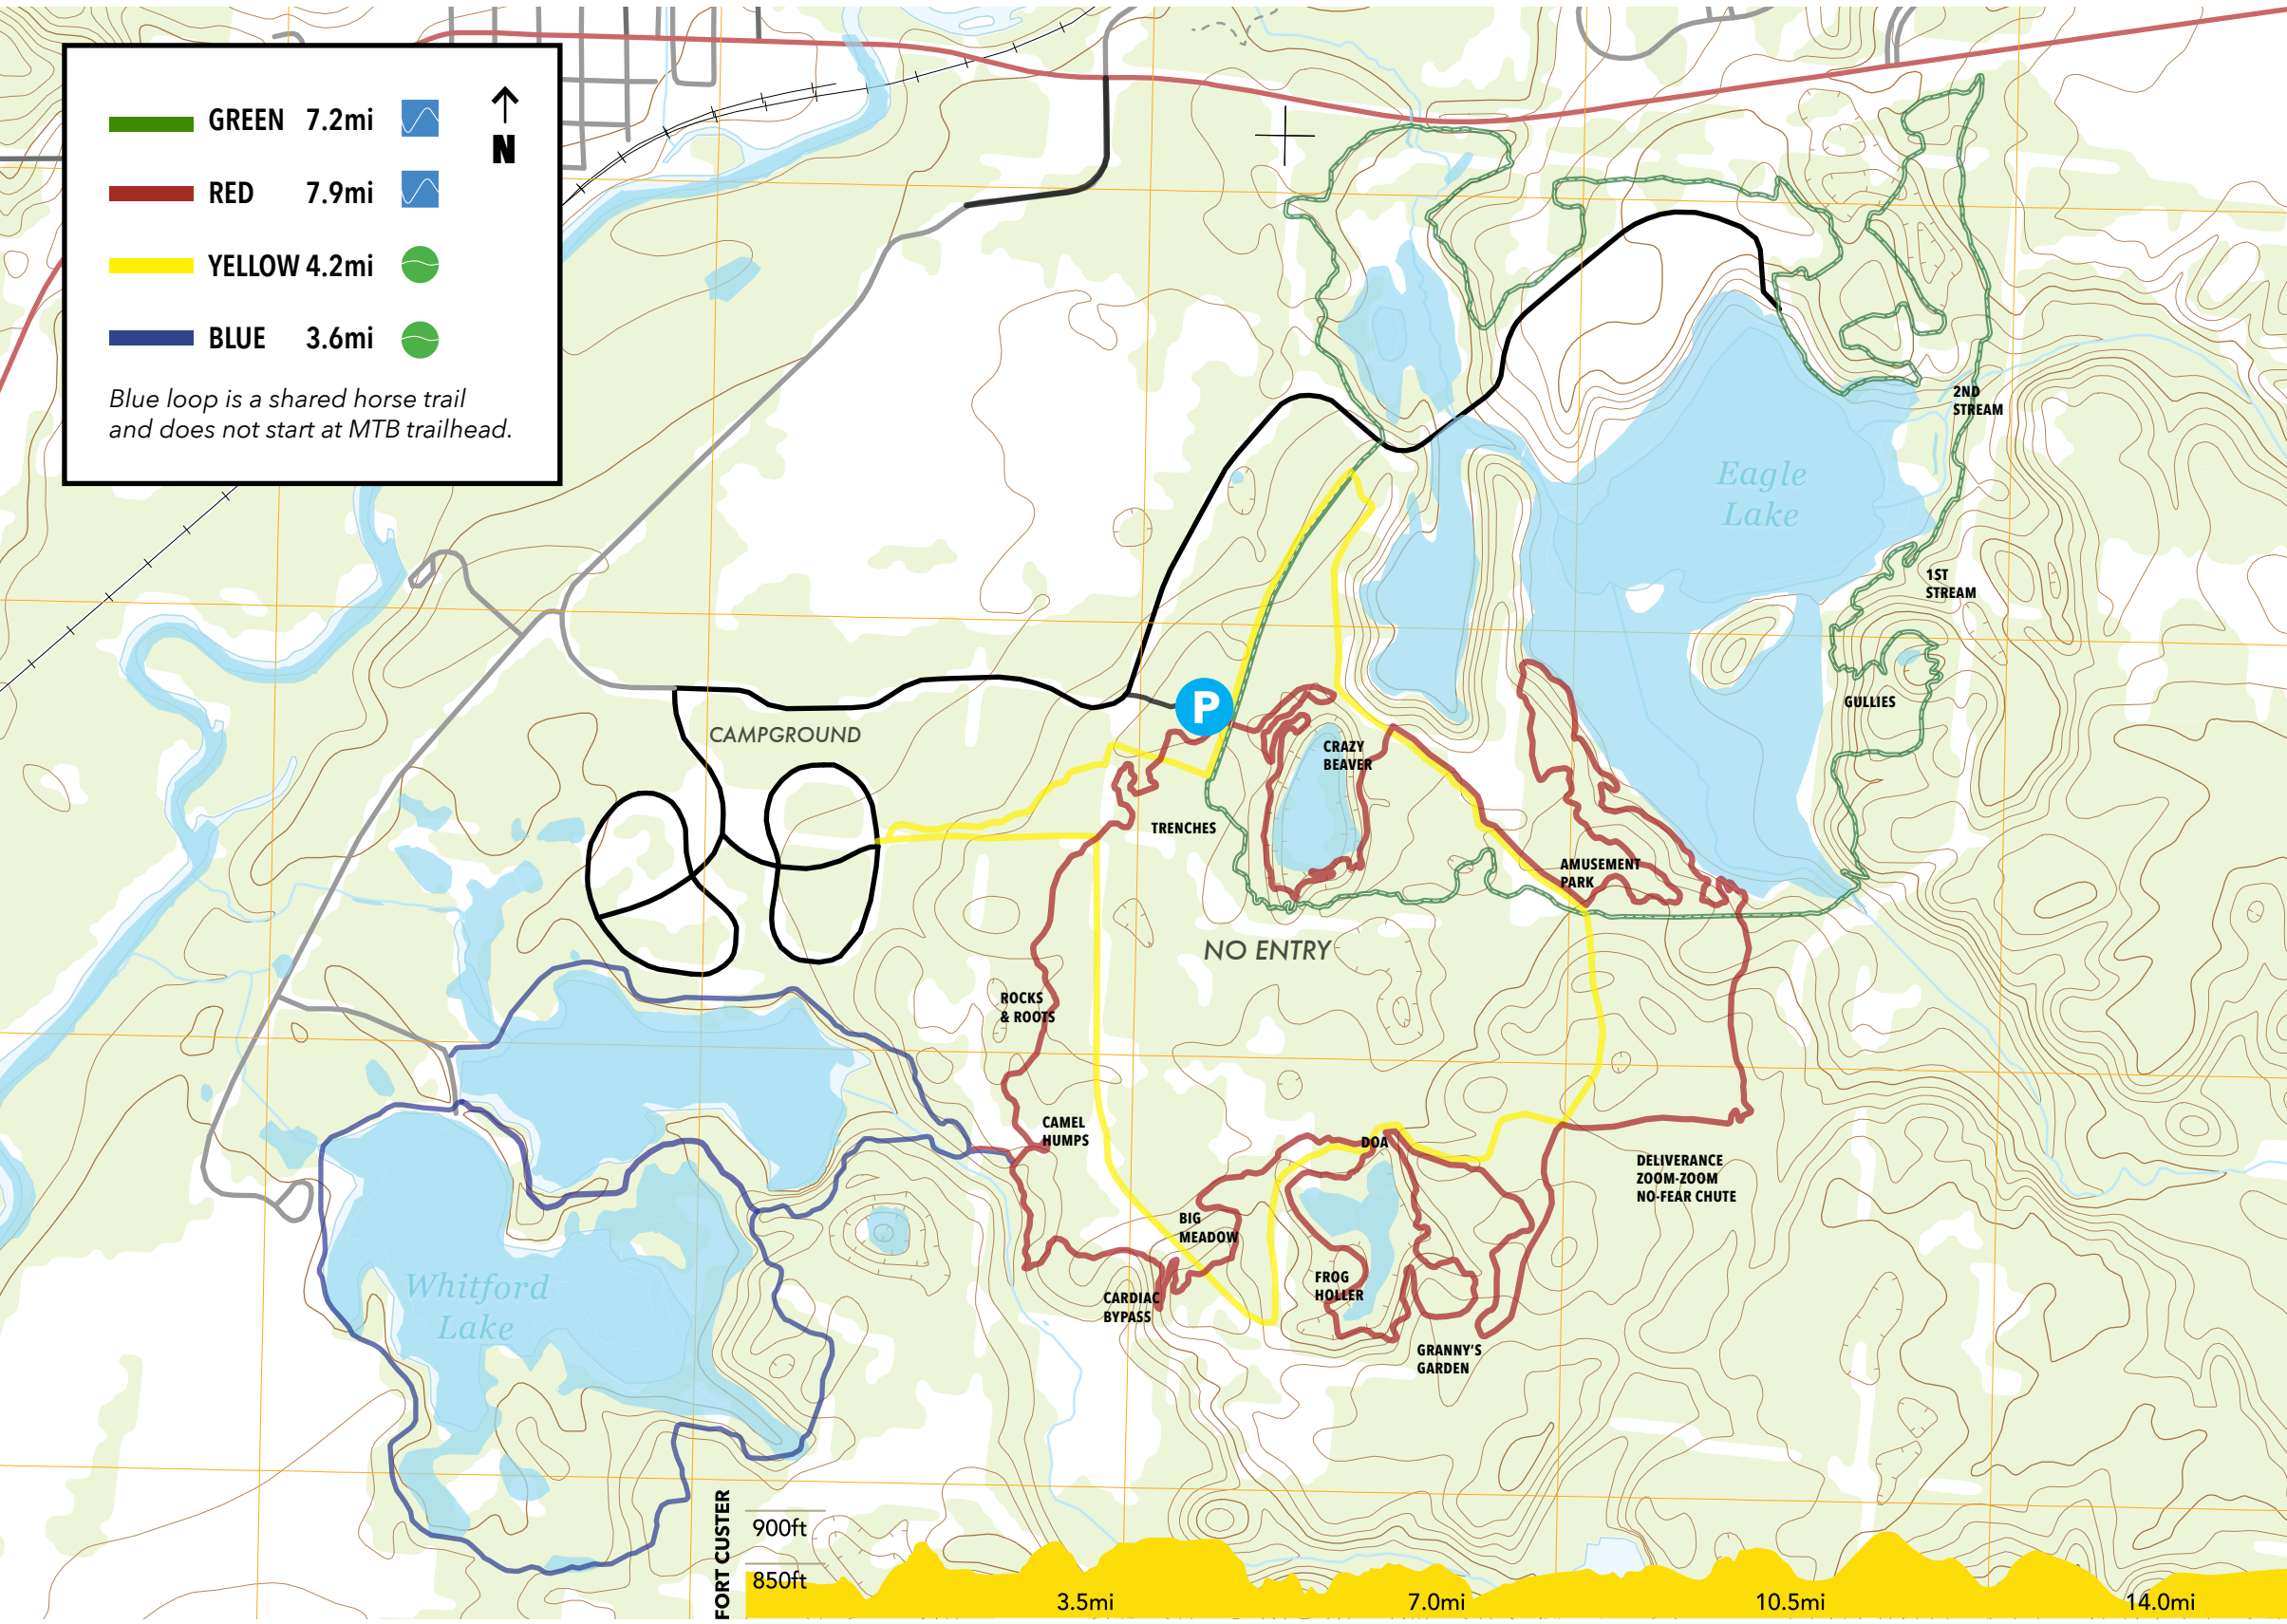 GREEN 7.2mi
N
RED 7.9mi
YELLOW 4.2mi
BLUE 3.6mi
Blue loop is a shared horse trail
and does not start at MTB trailhead.
2ND
STREAM
Eagle
Lake
1ST
STREAM
GULLIES
P
CAMPGROUND
CRAZY
BEAVER
TRENCHES
AMUSEMENT
PARK
NO ENTRY
ROCKS
& ROOTS
CAMEL
HUMPS
DOA
DELIVERANCE
ZOOM-ZOOM
NO-FEAR CHUTE
BIG
MEADOW
FROG
HOLLER
CARDIAC
BYPASS
Whitford
Lake
GRANNY'S
GARDEN
FORT CUSTER
900ft
850ft
3.5mi
7.0mi
10.5mi
14.0mi